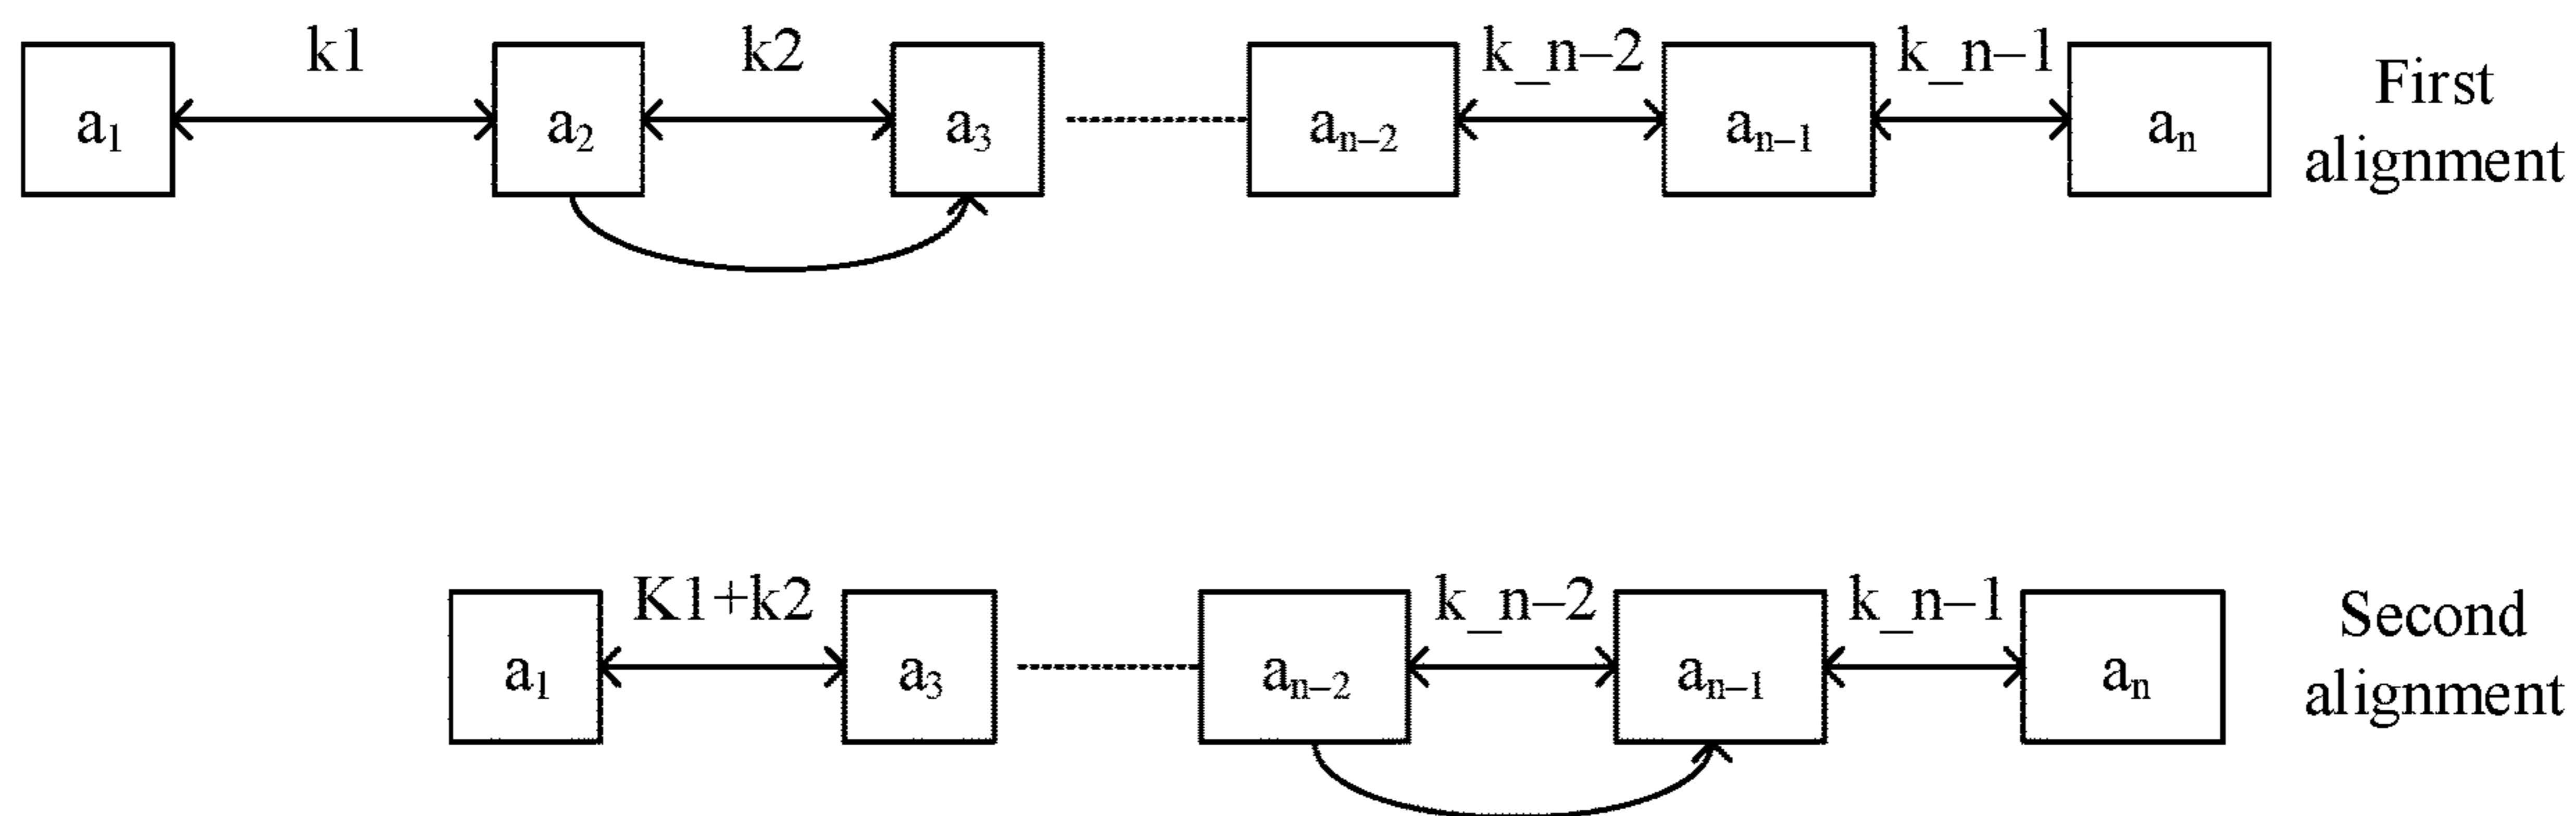 k1 k2 k_n–2 k_n–1
a₁ a₂ a₃ aₙ₋₂ aₙ₋₁ aₙ
First
alignment
K1+k2 k_n–2 k_n–1
a₁ a₃ aₙ₋₂ aₙ₋₁ aₙ
Second
alignment